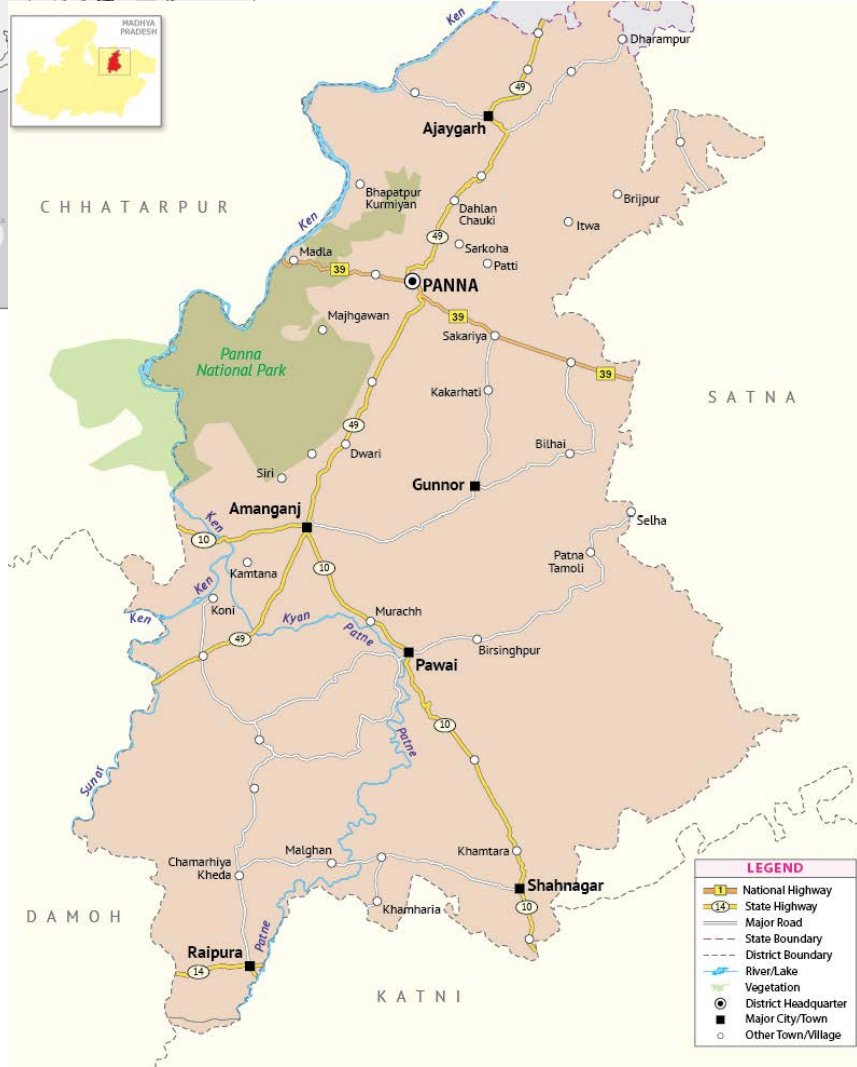 MADHYA
PRADESH
Ken
Dharampur
49
Ajaygarh
Bhapatpur
Kurmiyan
CHHATARPUR
Ken
Brijpur
Dahlan
Chauki
Itwa
49
Sarkoha
Madla
Patti
39
PANNA
Majhgawan
39
Sakariya
Panna
National Park
39
Kakarhati
SATNA
49
Dwari
Bilhai
Siri
Gunnor
Amanganj
Selha
Ken
10
Patna
Tamoli
Kamtana
10
Ken
Koni
Ken
Kyan
Murachh
Patne
49
Birsinghpur
Pawai
10
Patne
Sunar
Malghan
Khamtara
Chamarhiya
Kheda
Shahnagar
Khamharia
10
DAMOH
Patne
Raipura
14
KATNI
LEGEND
1 National Highway
14 State Highway
Major Road
State Boundary
District Boundary
River/Lake
Vegetation
District Headquarter
Major City/Town
Other Town/Village